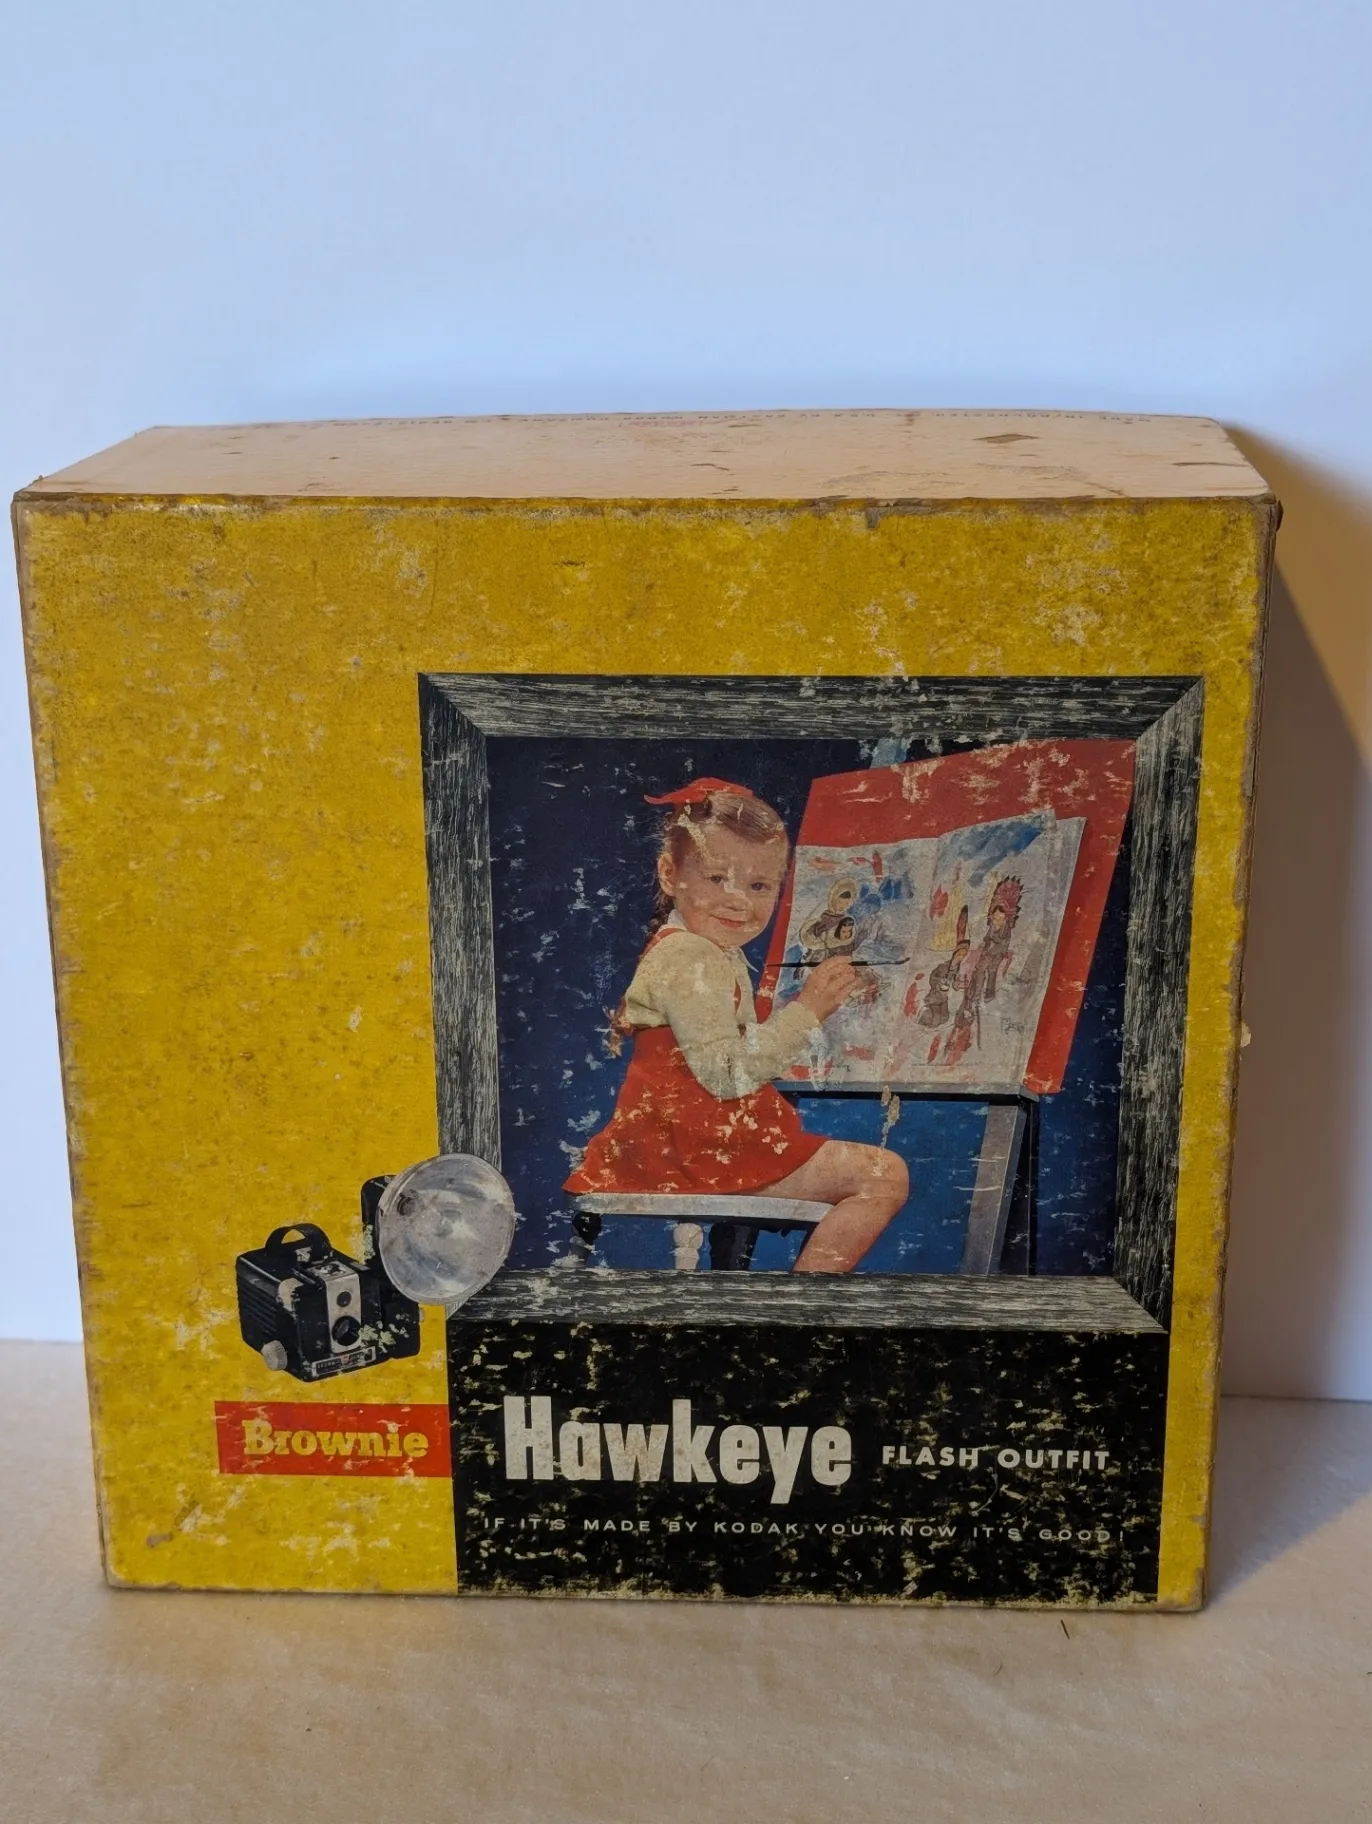 Brownie
Hawkeye FLASH OUTFIT
IF IT'S MADE BY KODAK YOU KNOW IT'S GOOD!